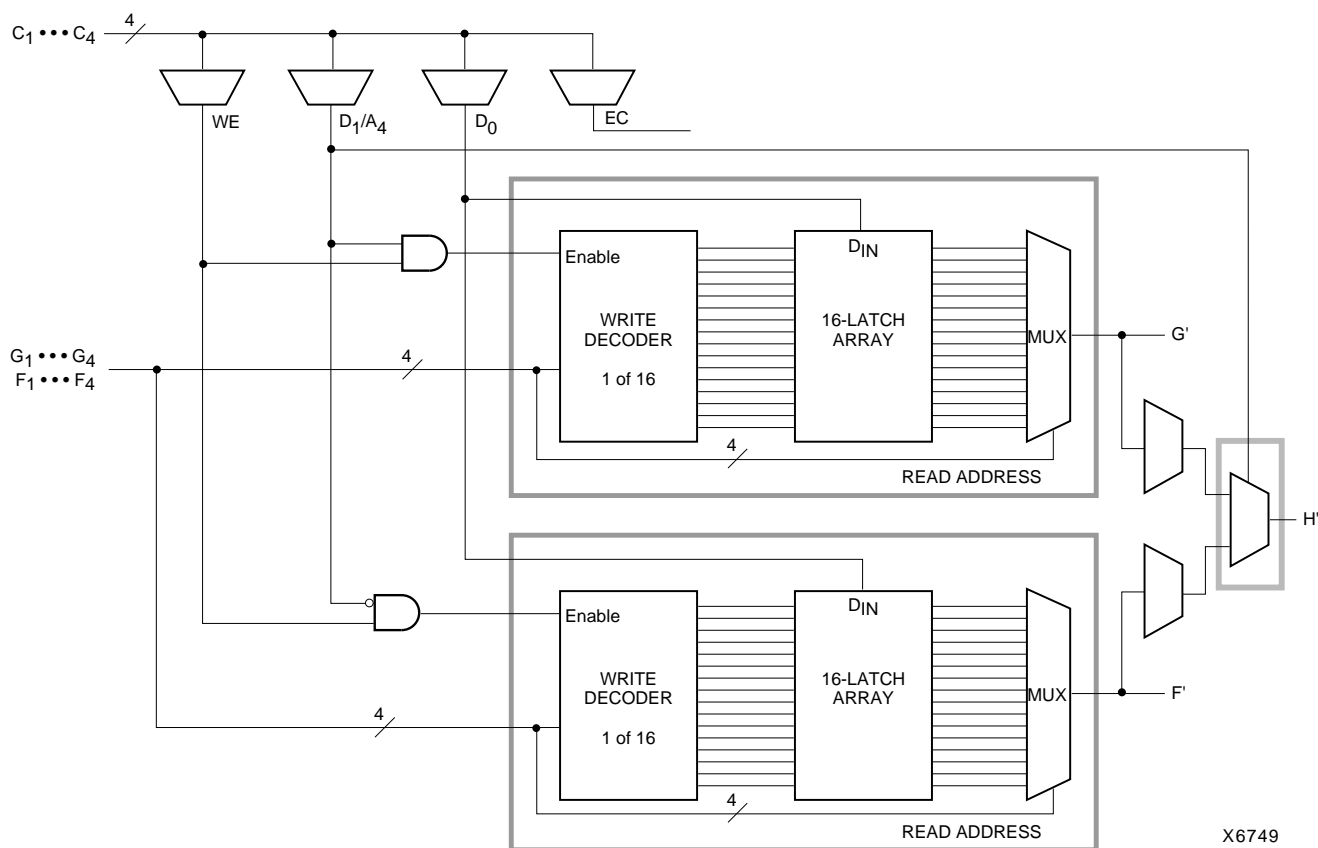 C1 ••• C4
4
WE
D1/A4
D0
EC
Enable
DIN
WRITE
DECODER
1 of 16
16-LATCH
ARRAY
MUX
G'
G1 ••• G4
F1 ••• F4
4
4
READ ADDRESS
H'
Enable
DIN
WRITE
DECODER
1 of 16
16-LATCH
ARRAY
MUX
F'
4
4
READ ADDRESS
X6749